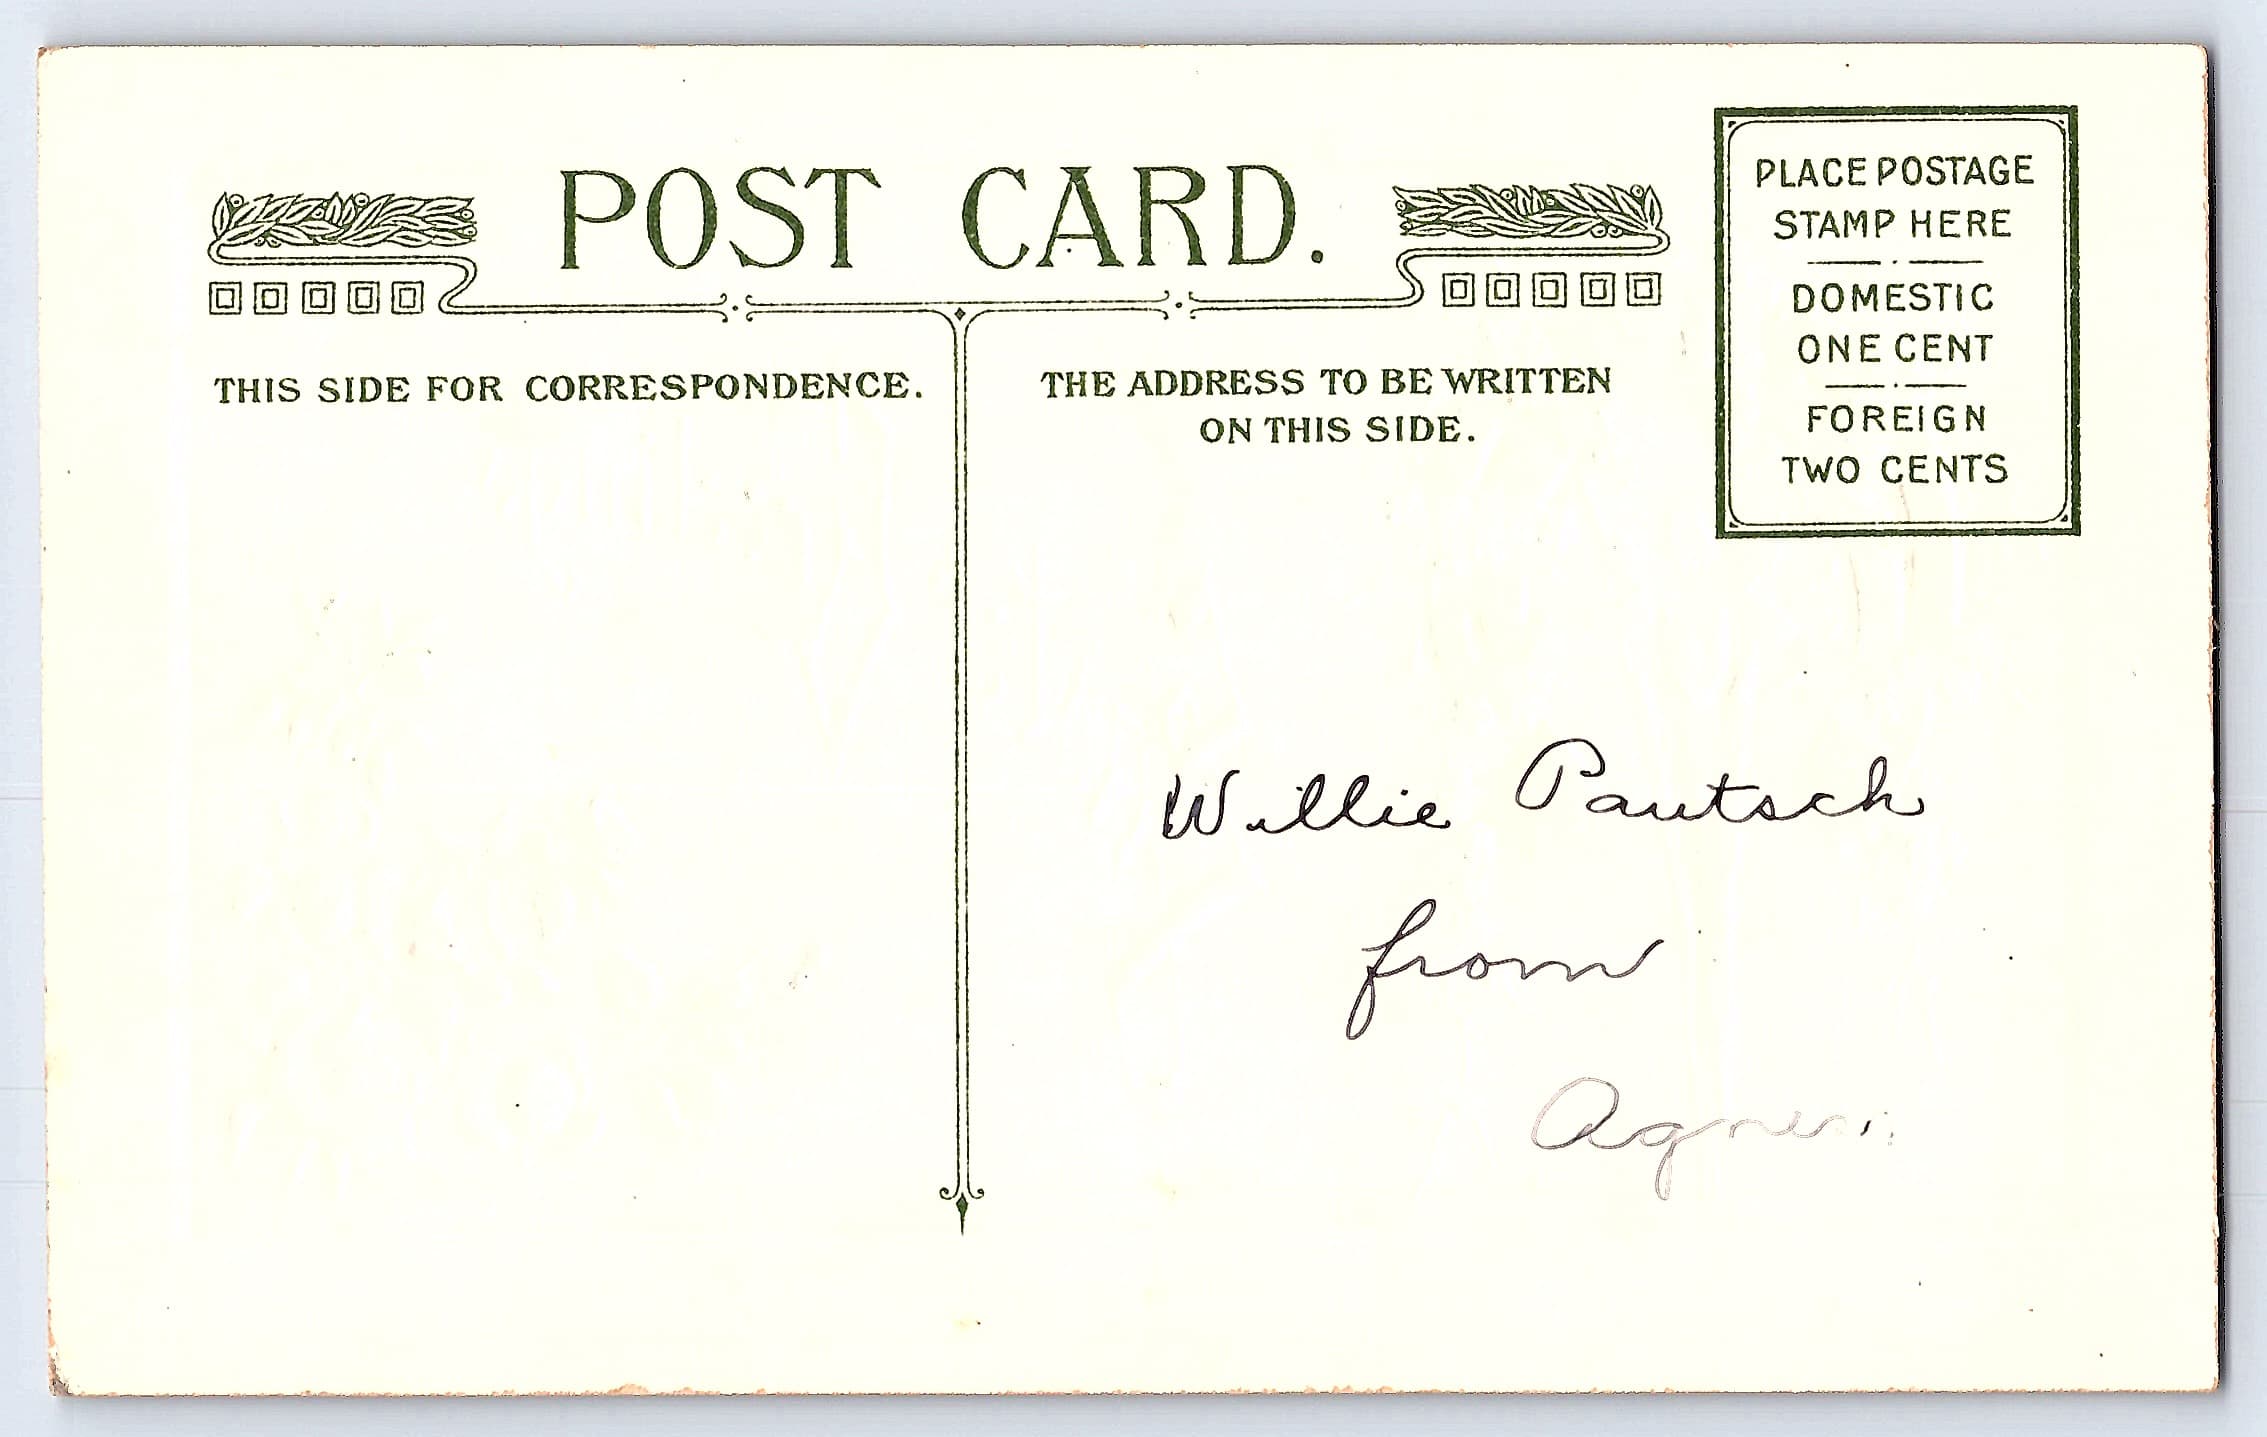 POST CARD.
THIS SIDE FOR CORRESPONDENCE.
THE ADDRESS TO BE WRITTEN
ON THIS SIDE.
PLACE POSTAGE
STAMP HERE
DOMESTIC
ONE CENT
FOREIGN
TWO CENTS
Willie Pautsch
from
Agnes